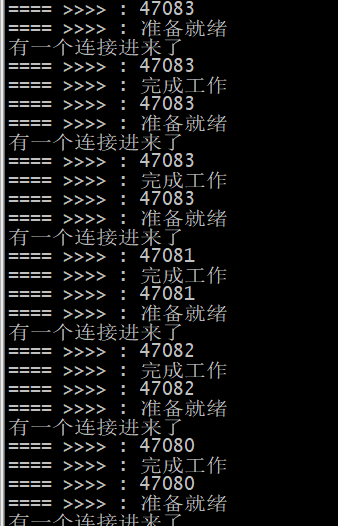 ==== >>>> : 47083
==== >>>> : 准备就绪
有一个连接进来了
==== >>>> : 47083
==== >>>> : 完成工作
==== >>>> : 47083
==== >>>> : 准备就绪
有一个连接进来了
==== >>>> : 47083
==== >>>> : 完成工作
==== >>>> : 47083
==== >>>> : 准备就绪
有一个连接进来了
==== >>>> : 47081
==== >>>> : 完成工作
==== >>>> : 47081
==== >>>> : 准备就绪
有一个连接进来了
==== >>>> : 47082
==== >>>> : 完成工作
==== >>>> : 47082
==== >>>> : 准备就绪
有一个连接进来了
==== >>>> : 47080
==== >>>> : 完成工作
==== >>>> : 47080
==== >>>> : 准备就绪
有一个连接进来了